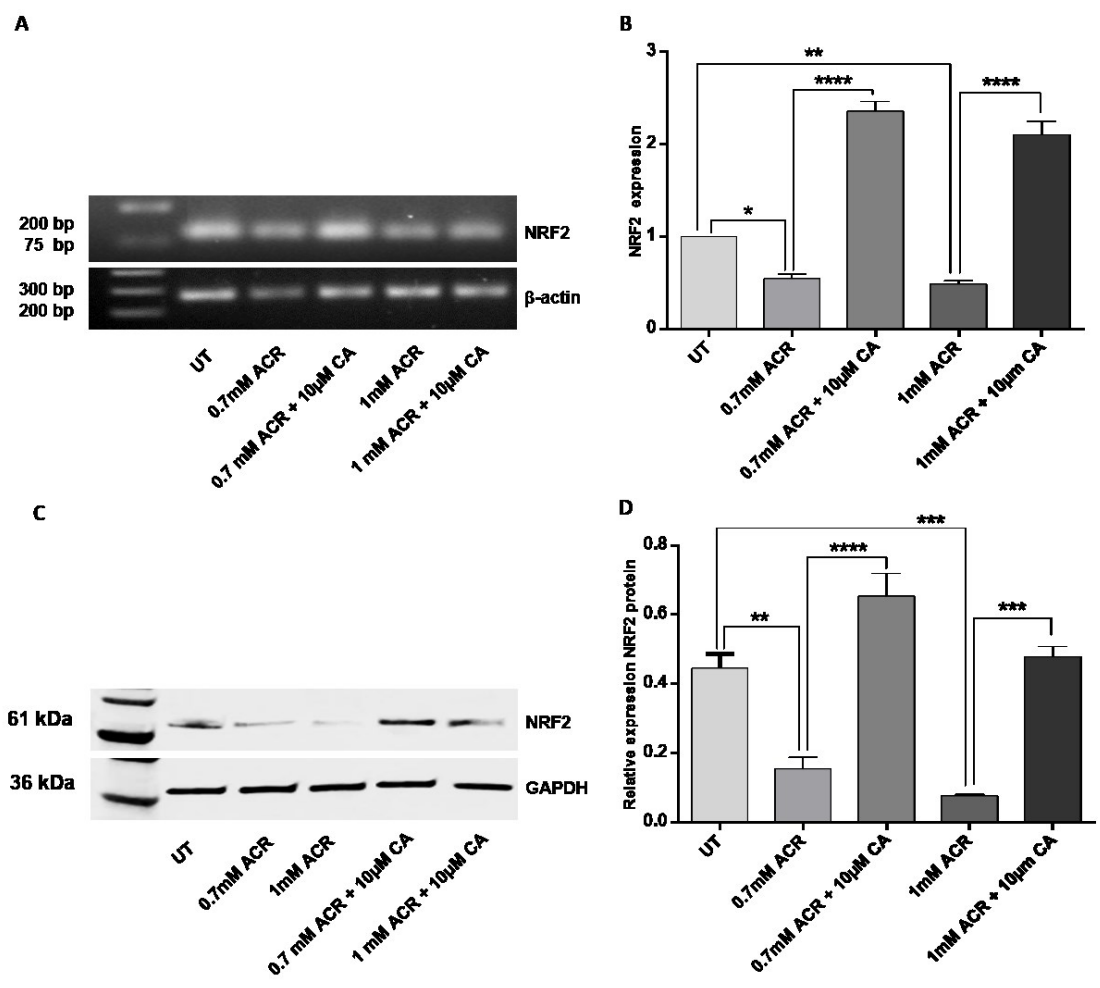 A
200 bp
75 bp
NRF2
300 bp
200 bp
β-actin
UT
0.7mM ACR
0.7 mM ACR + 10µM CA
1mM ACR
1 mM ACR + 10µM CA
B
NRF2 expression
3
2
1
0
**
****
****
*
UT
0.7mM ACR
0.7mM ACR + 10µM CA
1mM ACR
1mM ACR + 10µm CA
C
61 kDa
NRF2
36 kDa
GAPDH
UT
0.7mM ACR
1mM ACR
0.7 mM ACR + 10µM CA
1 mM ACR + 10µM CA
D
Relative expression NRF2 protein
0.8
0.6
0.4
0.2
0.0
***
****
**
***
UT
0.7mM ACR
0.7mM ACR + 10µM CA
1mM ACR
1mM ACR + 10µm CA